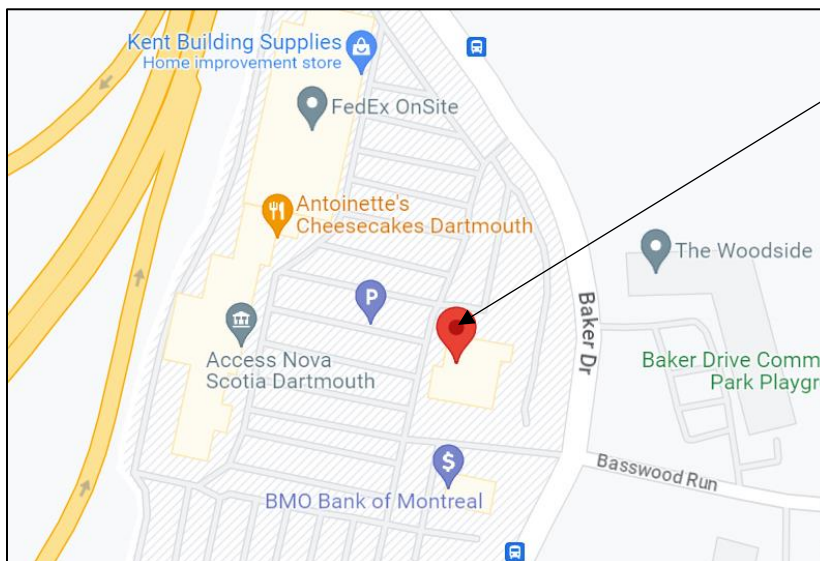 Kent Building Supplies
Home improvement store
FedEx OnSite
Antoinette's
Cheesecakes Dartmouth
The Woodside
P
Baker Dr
Access Nova
Scotia Dartmouth
Baker Drive Comm
Park Playgr
Basswood Run
$
BMO Bank of Montreal